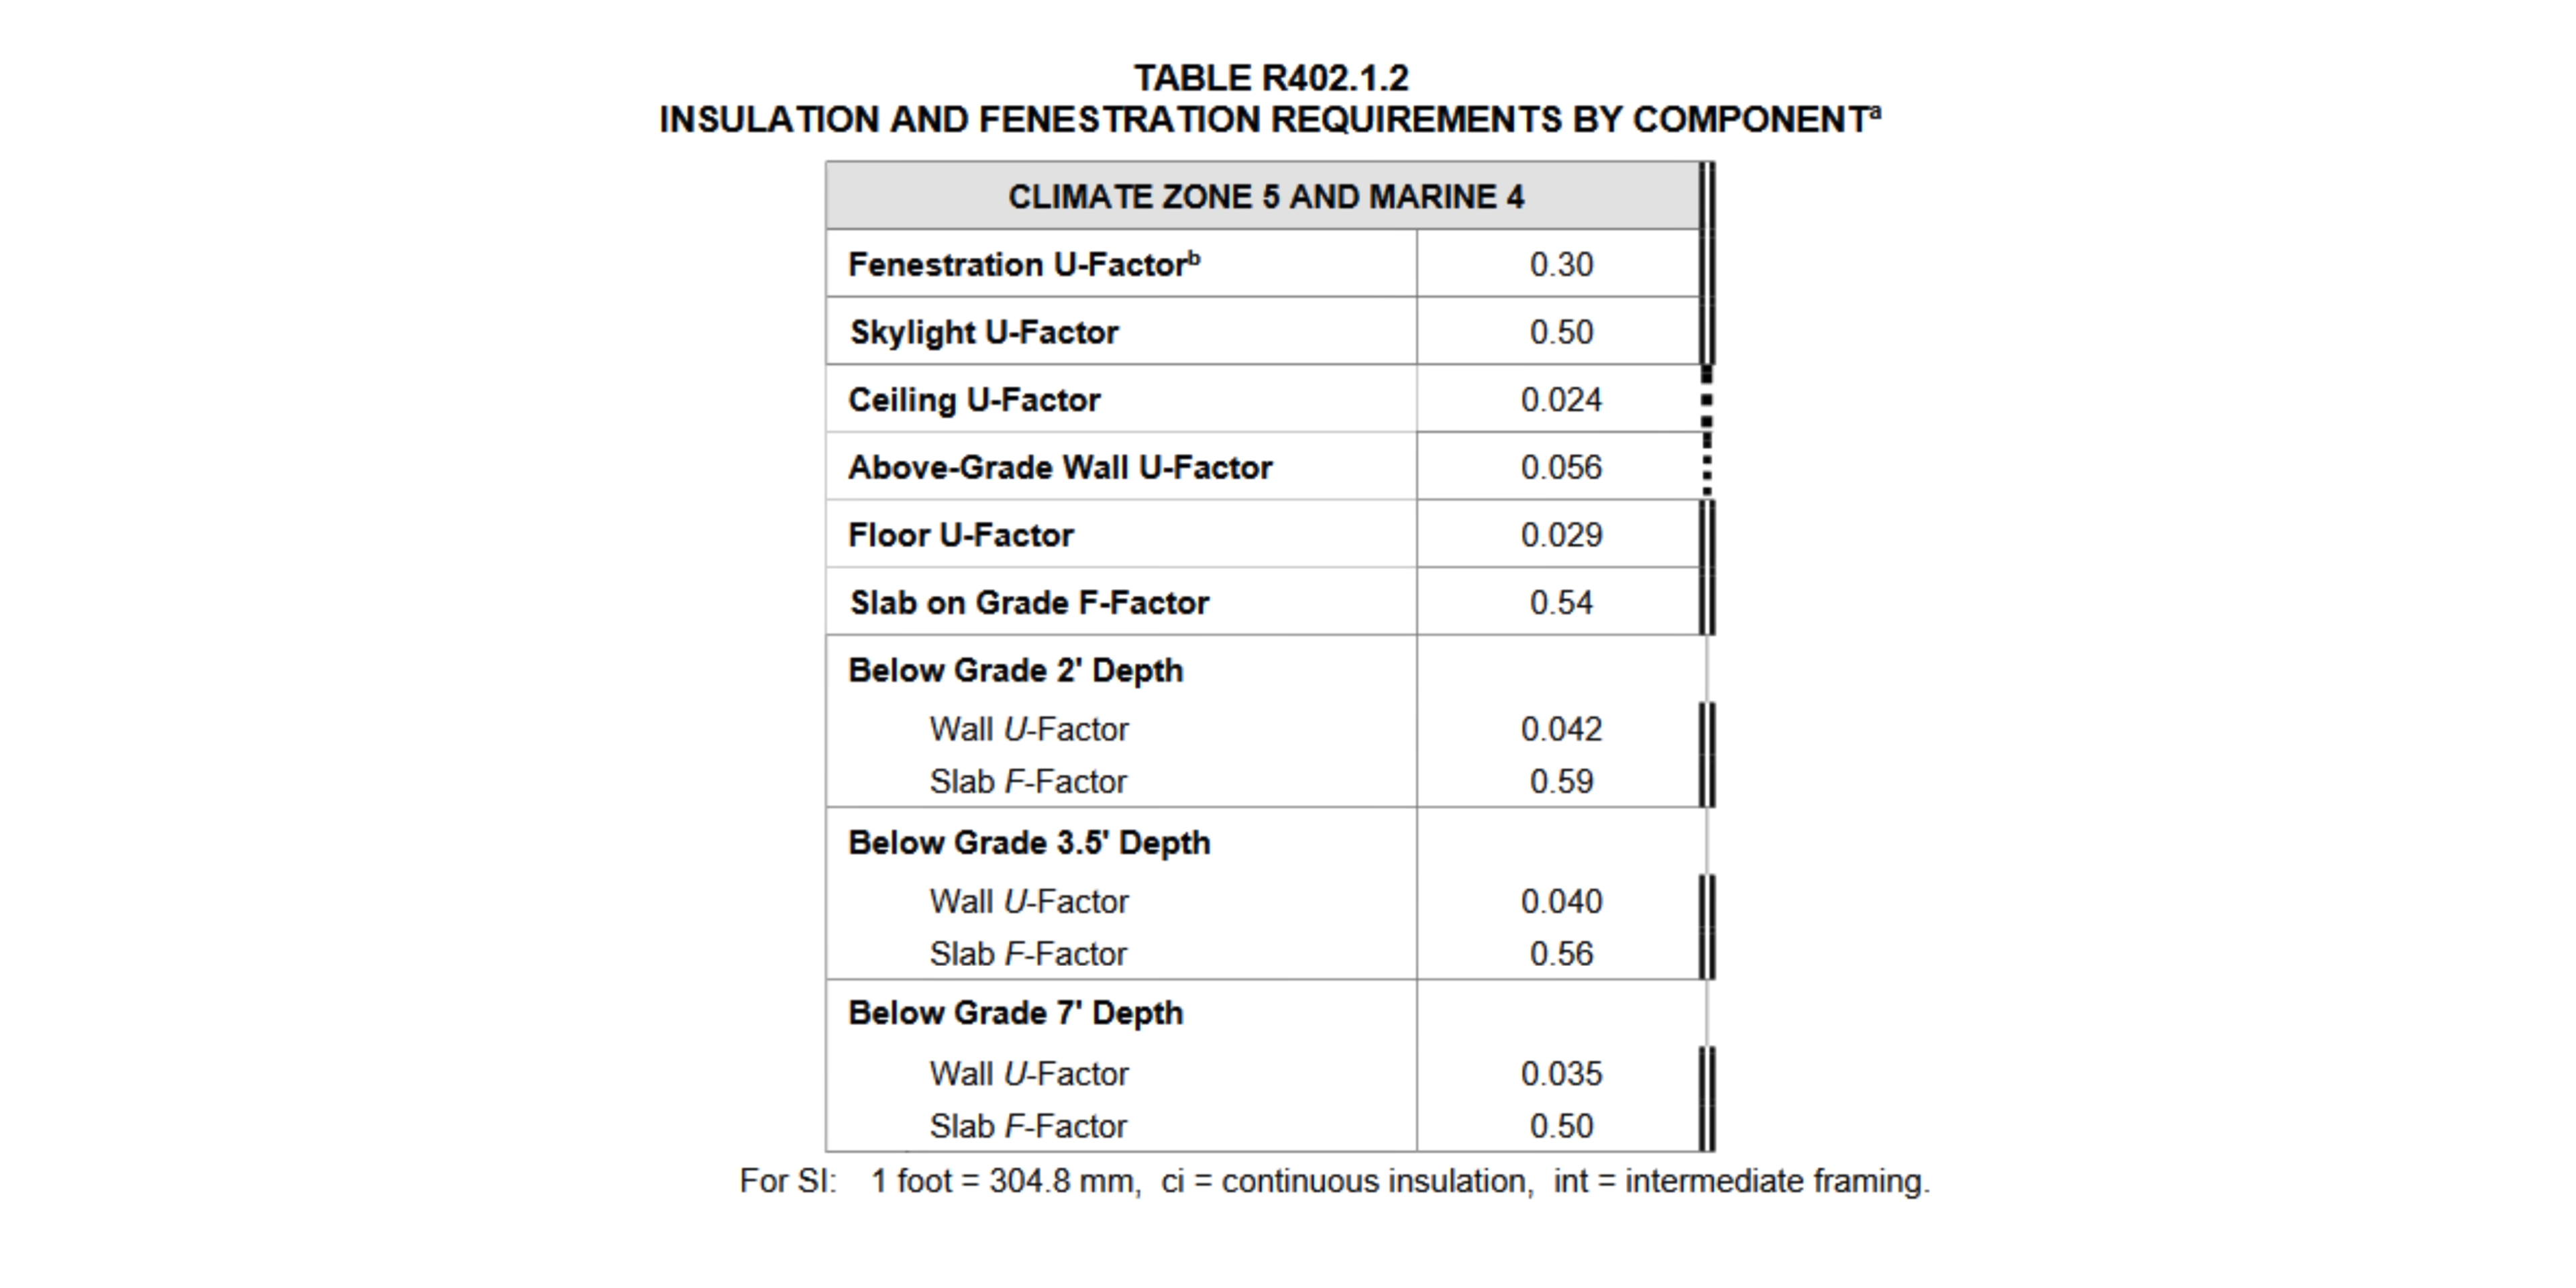 TABLE R402.1.2
INSULATION AND FENESTRATION REQUIREMENTS BY COMPONENTa
CLIMATE ZONE 5 AND MARINE 4
Fenestration U-Factorb 0.30
Skylight U-Factor 0.50
Ceiling U-Factor 0.024
Above-Grade Wall U-Factor 0.056
Floor U-Factor 0.029
Slab on Grade F-Factor 0.54
Below Grade 2' Depth
Wall U-Factor 0.042
Slab F-Factor 0.59
Below Grade 3.5' Depth
Wall U-Factor 0.040
Slab F-Factor 0.56
Below Grade 7' Depth
Wall U-Factor 0.035
Slab F-Factor 0.50
For SI: 1 foot = 304.8 mm, ci = continuous insulation, int = intermediate framing.